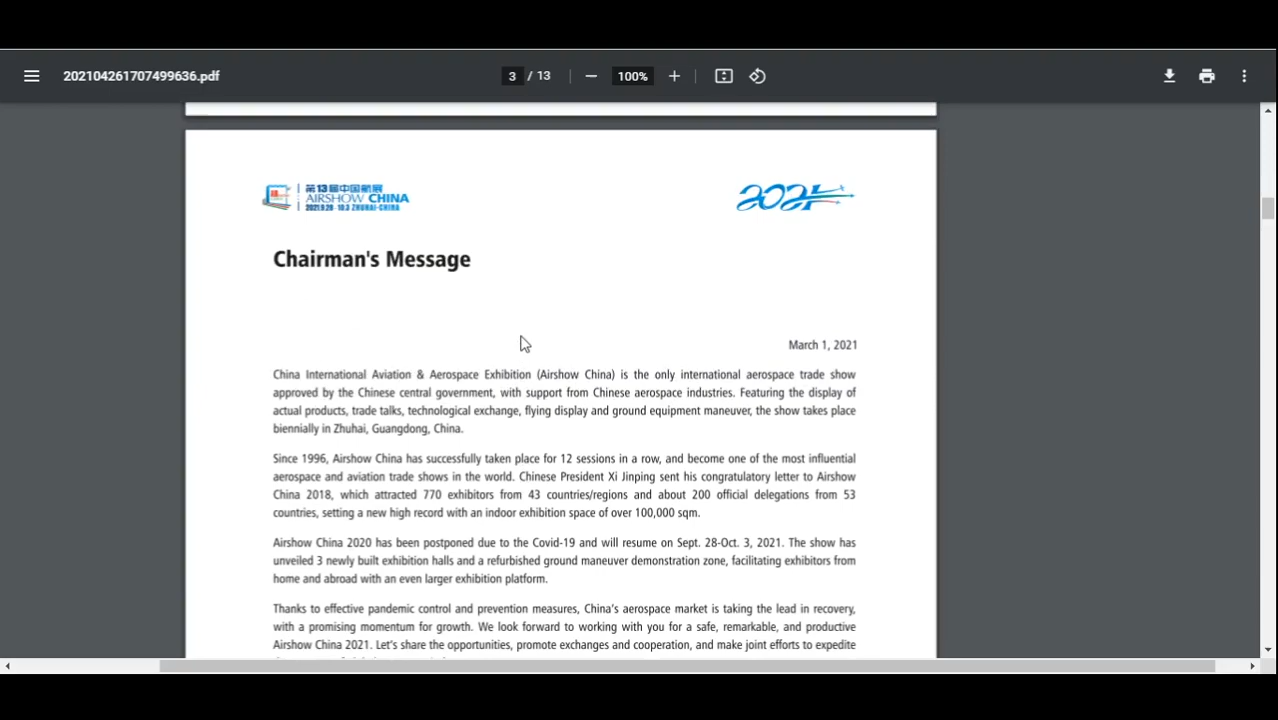 202104261707499636.pdf
3 / 13
100%
第13届中国航展
AIRSHOW CHINA
2021.9.28-10.3 ZHUHAI·CHINA
2021
Chairman's Message
March 1, 2021
China International Aviation & Aerospace Exhibition (Airshow China) is the only international aerospace trade show
approved by the Chinese central government, with support from Chinese aerospace industries. Featuring the display of
actual products, trade talks, technological exchange, flying display and ground equipment maneuver, the show takes place
biennially in Zhuhai, Guangdong, China.
Since 1996, Airshow China has successfully taken place for 12 sessions in a row, and become one of the most influential
aerospace and aviation trade shows in the world. Chinese President Xi Jinping sent his congratulatory letter to Airshow
China 2018, which attracted 770 exhibitors from 43 countries/regions and about 200 official delegations from 53
countries, setting a new high record with an indoor exhibition space of over 100,000 sqm.
Airshow China 2020 has been postponed due to the Covid-19 and will resume on Sept. 28-Oct. 3, 2021. The show has
unveiled 3 newly built exhibition halls and a refurbished ground maneuver demonstration zone, facilitating exhibitors from
home and abroad with an even larger exhibition platform.
Thanks to effective pandemic control and prevention measures, China's aerospace market is taking the lead in recovery,
with a promising momentum for growth. We look forward to working with you for a safe, remarkable, and productive
Airshow China 2021. Let's share the opportunities, promote exchanges and cooperation, and make joint efforts to expedite